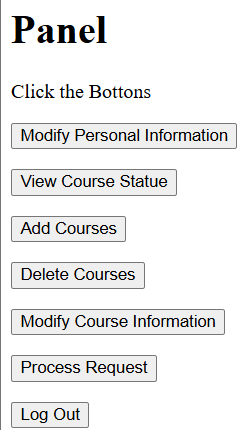 Panel
Click the Bottons
Modify Personal Information
View Course Statue
Add Courses
Delete Courses
Modify Course Information
Process Request
Log Out